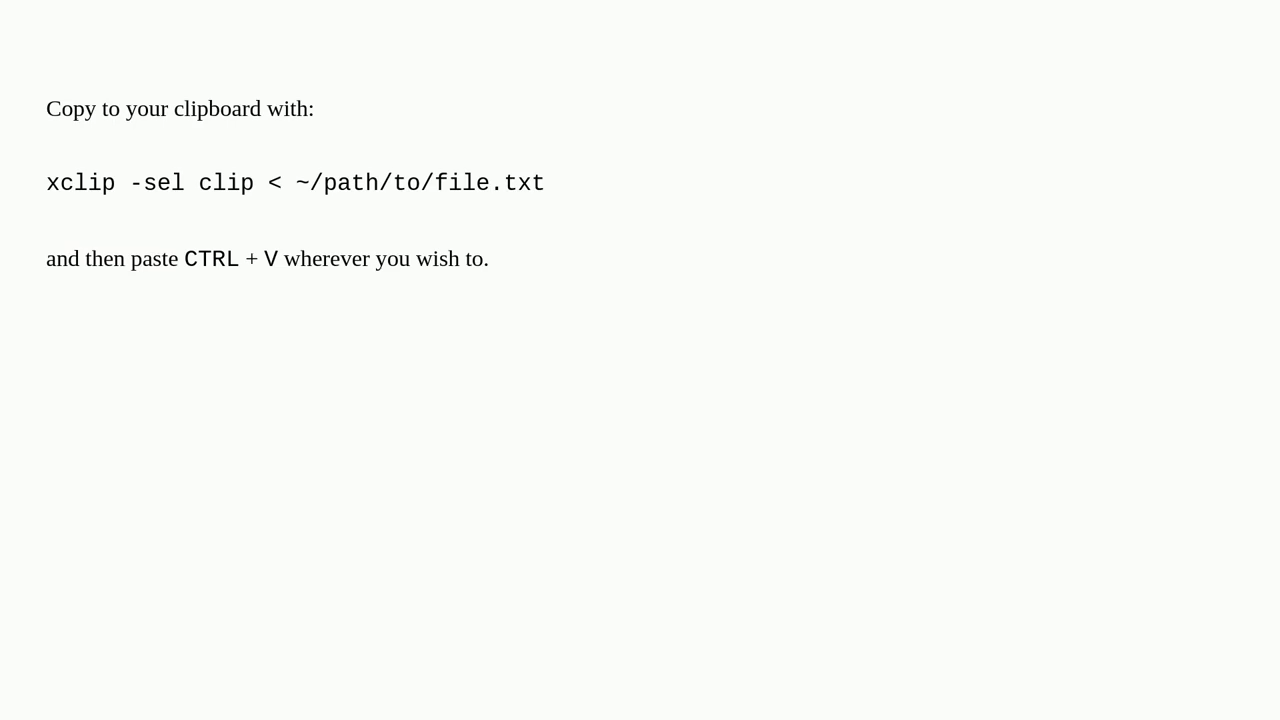 Copy to your clipboard with:
xclip -sel clip < ~/path/to/file.txt
and then paste CTRL + V wherever you wish to.